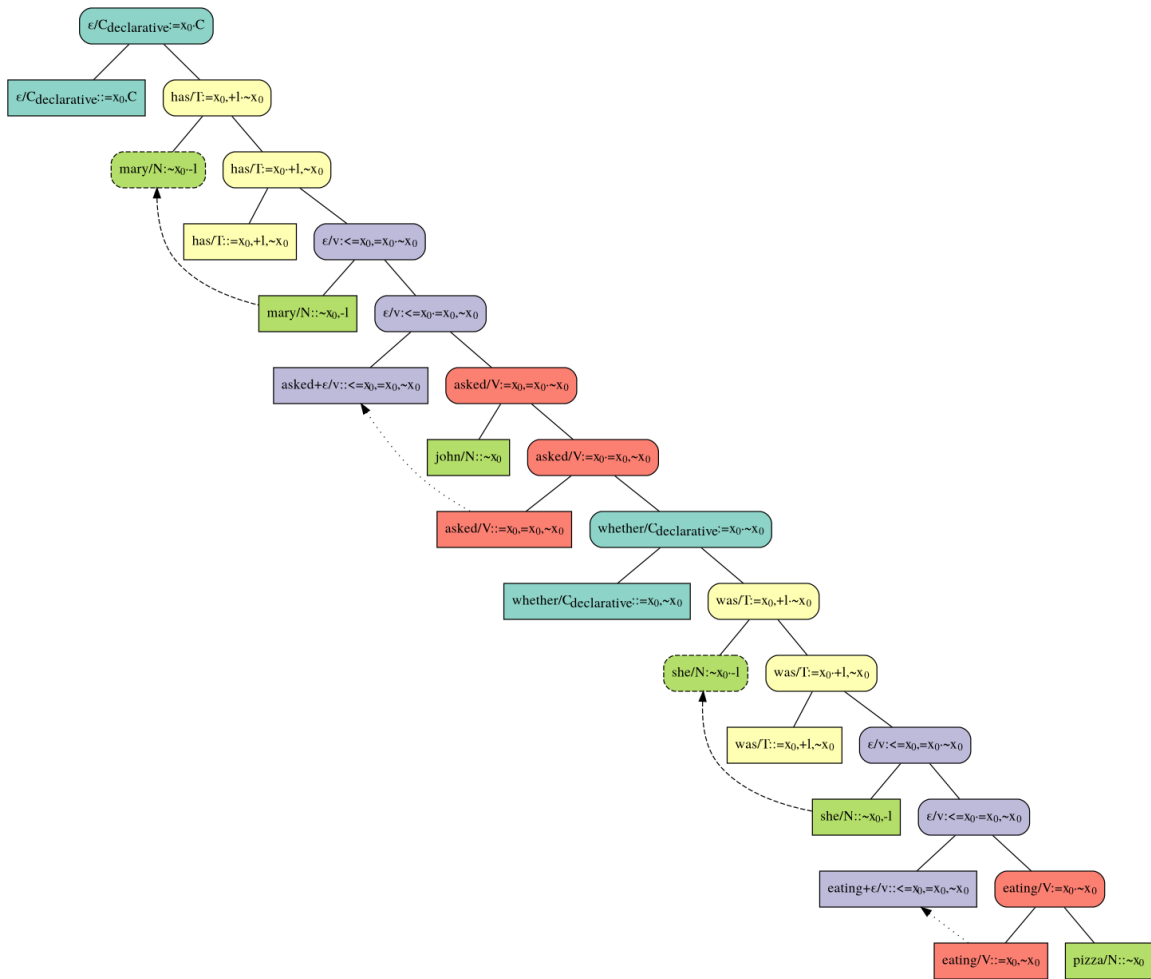 ε/Cdeclarative:=x₀·C
ε/Cdeclarative::=x₀,C
has/T:=x₀,+l·~x₀
mary/N:~x₀·-l
has/T:=x₀·+l,~x₀
has/T::=x₀,+l,~x₀
ε/v:<=x₀,=x₀·~x₀
mary/N::~x₀,-l
ε/v:<=x₀·=x₀,~x₀
asked+ε/v::<=x₀,=x₀,~x₀
asked/V:=x₀,=x₀·~x₀
john/N::~x₀
asked/V:=x₀·=x₀,~x₀
asked/V::=x₀,=x₀,~x₀
whether/Cdeclarative:=x₀·~x₀
whether/Cdeclarative::=x₀,~x₀
was/T:=x₀,+l·~x₀
she/N:~x₀·-l
was/T:=x₀·+l,~x₀
was/T::=x₀,+l,~x₀
ε/v:<=x₀,=x₀·~x₀
she/N::~x₀,-l
ε/v:<=x₀·=x₀,~x₀
eating+ε/v::<=x₀,=x₀,~x₀
eating/V:=x₀·~x₀
eating/V::=x₀,~x₀
pizza/N::~x₀